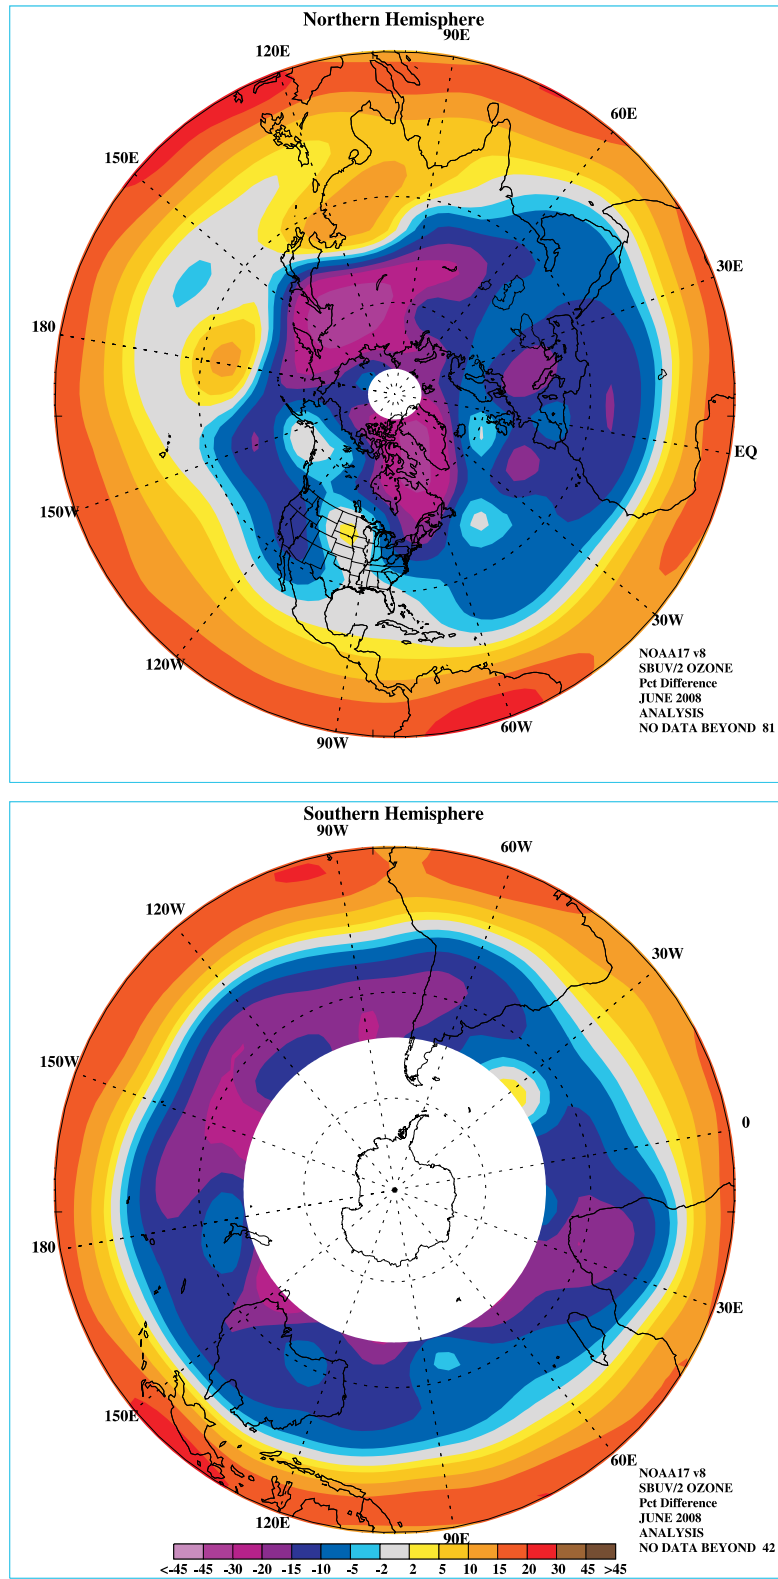 Northern Hemisphere
90E
120E
60E
150E
30E
180
EQ
150W
30W
120W
60W
90W
NOAA17 v8
SBUV/2 OZONE
Pct Difference
JUNE 2008
ANALYSIS
NO DATA BEYOND 81
Southern Hemisphere
90W
60W
120W
30W
150W
0
180
30E
150E
60E
120E
90E
NOAA17 v8
SBUV/2 OZONE
Pct Difference
JUNE 2008
ANALYSIS
NO DATA BEYOND 42
<-45 -45 -30 -20 -15 -10 -5 -2 2 5 10 15 20 30 45 >45